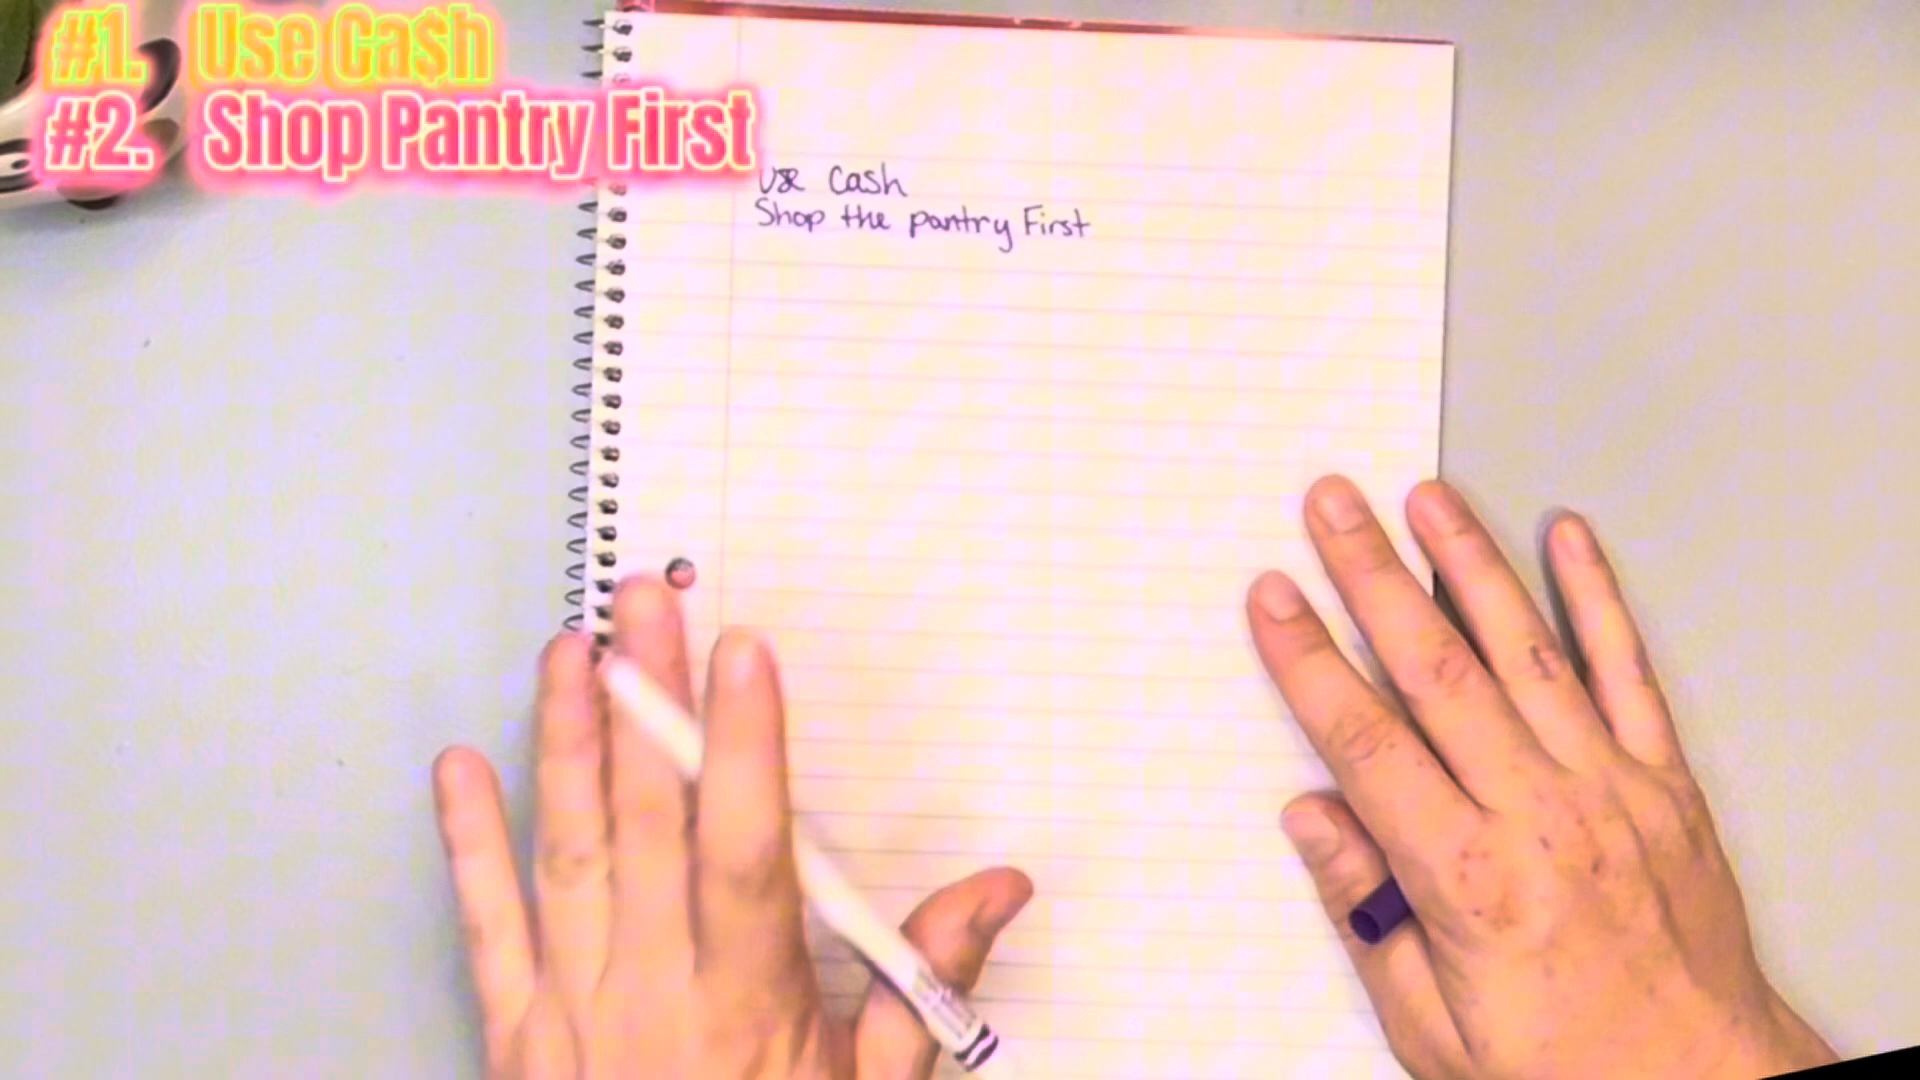 #1. Use Ca$h
#2. Shop Pantry First
Use Cash
Shop the pantry First